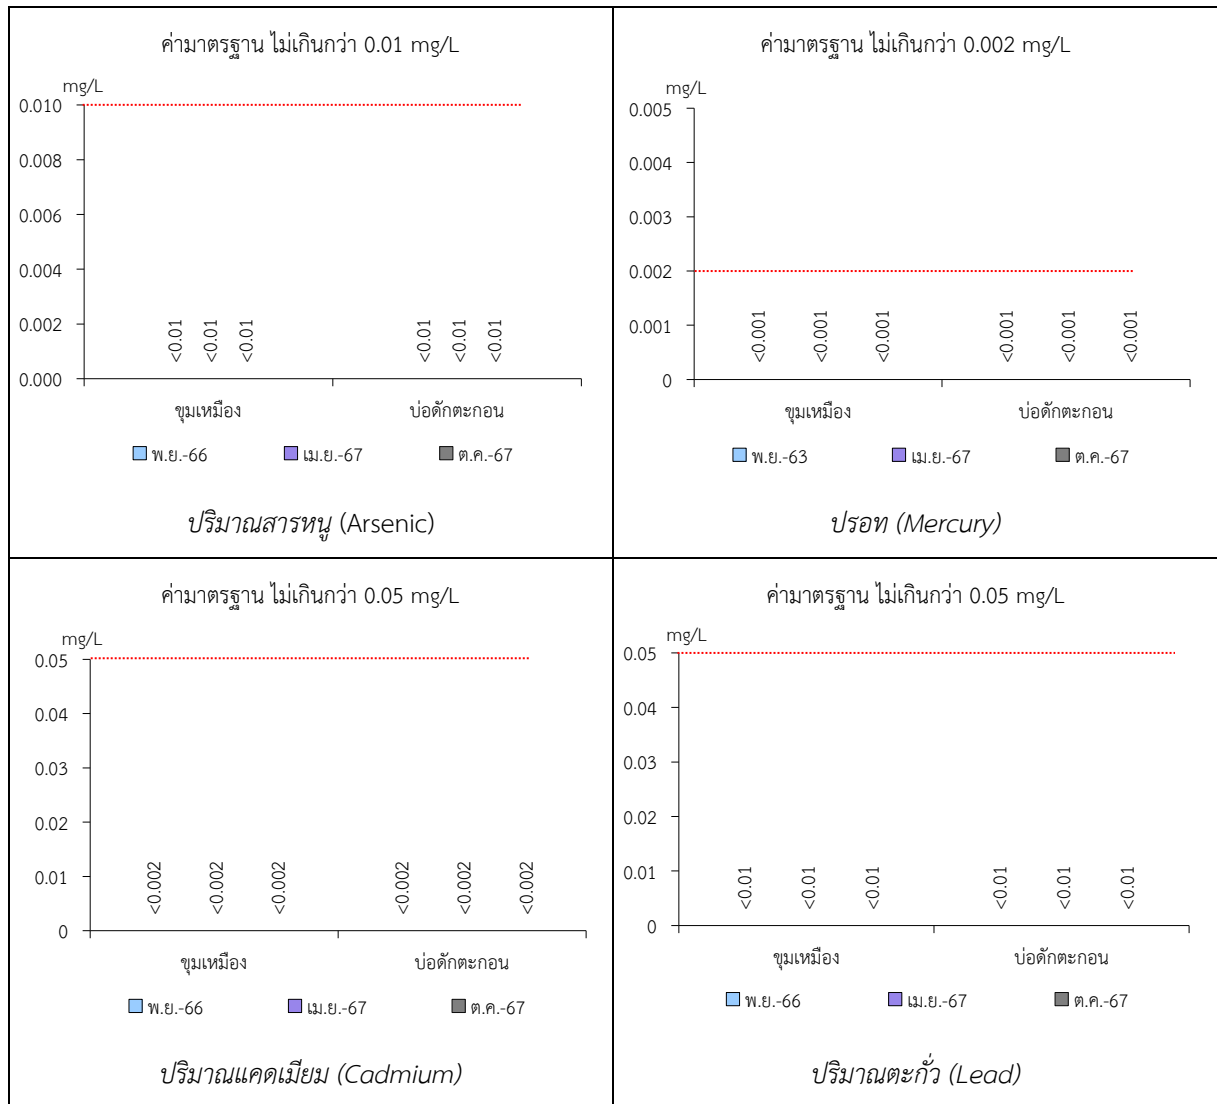 ค่ามาตรฐาน ไม่เกินกว่า 0.01 mg/L
mg/L
0.010
0.008
0.006
0.004
0.002
0.000
<0.01 <0.01 <0.01 <0.01 <0.01 <0.01
ขุมเหมือง บ่อดักตะกอน
พ.ย.-66 เม.ย.-67 ต.ค.-67
ปริมาณสารหนู (Arsenic)
ค่ามาตรฐาน ไม่เกินกว่า 0.002 mg/L
mg/L
0.005
0.004
0.003
0.002
0.001
0
<0.001 <0.001 <0.001 <0.001 <0.001 <0.001
ขุมเหมือง บ่อดักตะกอน
พ.ย.-63 เม.ย.-67 ต.ค.-67
ปรอท (Mercury)
ค่ามาตรฐาน ไม่เกินกว่า 0.05 mg/L
mg/L
0.05
0.04
0.03
0.02
0.01
0
<0.002 <0.002 <0.002 <0.002 <0.002 <0.002
ขุมเหมือง บ่อดักตะกอน
พ.ย.-66 เม.ย.-67 ต.ค.-67
ปริมาณแคดเมียม (Cadmium)
ค่ามาตรฐาน ไม่เกินกว่า 0.05 mg/L
mg/L
0.05
0.04
0.03
0.02
0.01
0
<0.01 <0.01 <0.01 <0.01 <0.01 <0.01
ขุมเหมือง บ่อดักตะกอน
พ.ย.-66 เม.ย.-67 ต.ค.-67
ปริมาณตะกั่ว (Lead)